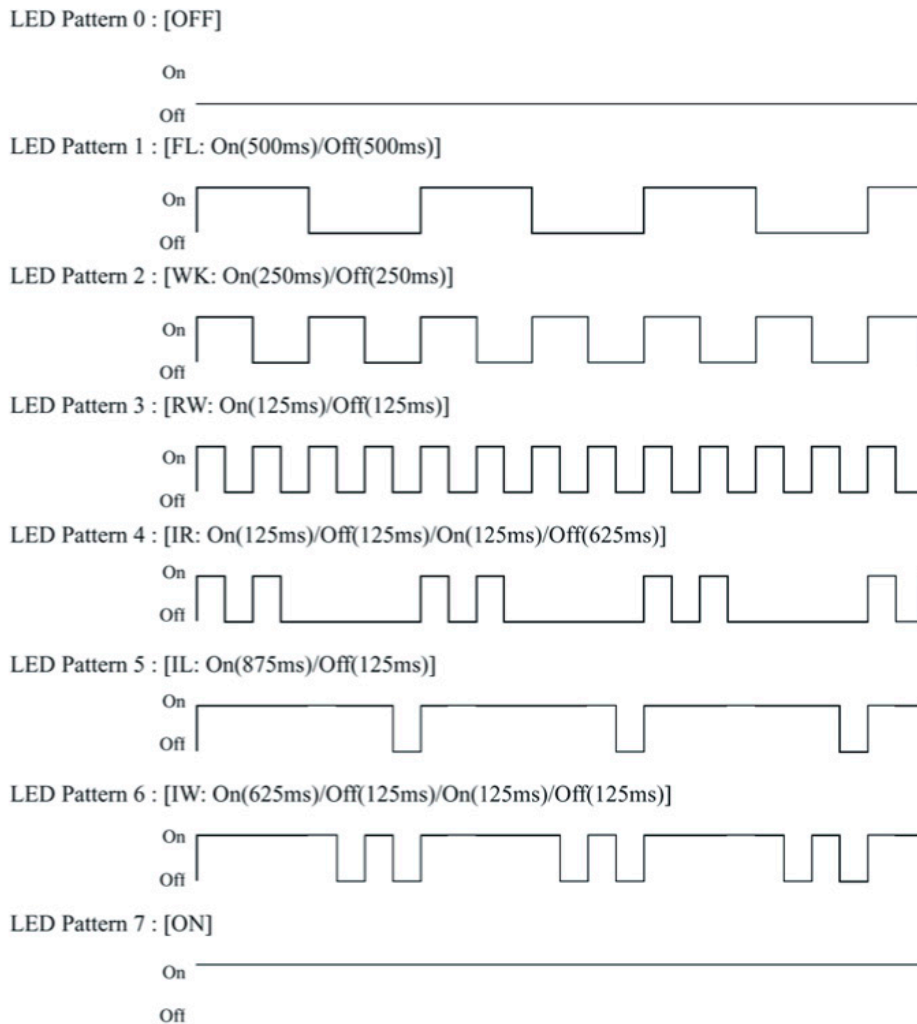 LED Pattern 0 : [OFF]
On
Off
LED Pattern 1 : [FL: On(500ms)/Off(500ms)]
On
Off
LED Pattern 2 : [WK: On(250ms)/Off(250ms)]
On
Off
LED Pattern 3 : [RW: On(125ms)/Off(125ms)]
On
Off
LED Pattern 4 : [IR: On(125ms)/Off(125ms)/On(125ms)/Off(625ms)]
On
Off
LED Pattern 5 : [IL: On(875ms)/Off(125ms)]
On
Off
LED Pattern 6 : [IW: On(625ms)/Off(125ms)/On(125ms)/Off(125ms)]
On
Off
LED Pattern 7 : [ON]
On
Off